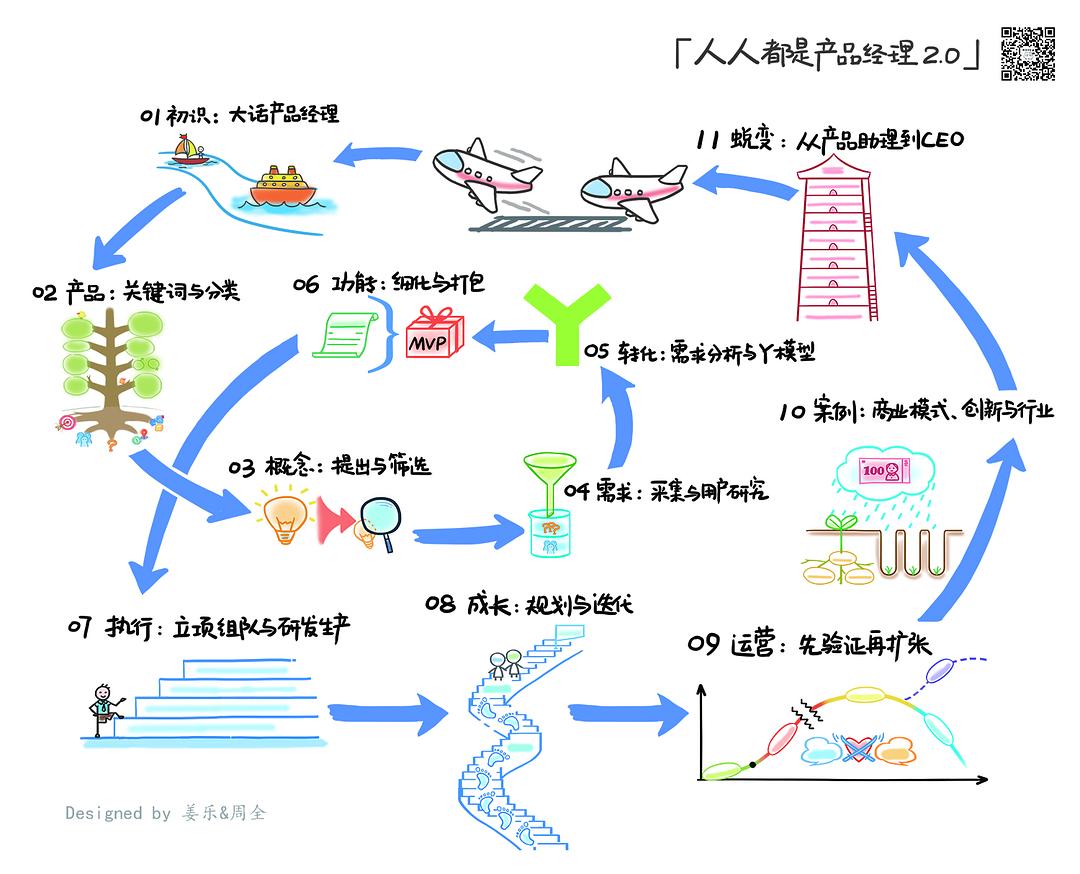 「人人都是产品经理2.0」
01 初识：大话产品经理
11 蜕变：从产品助理到CEO
02 产品：关键词与分类
06 功能：细化与打包
MVP
05 转化：需求分析与Y模型
10 案例：商业模式、创新与行业
03 概念：提出与筛选
04 需求：采集与用户研究
100
07 执行：立项组队与研发生产
08 成长：规划与迭代
09 运营：先验证再扩张
Designed by 姜乐&周全